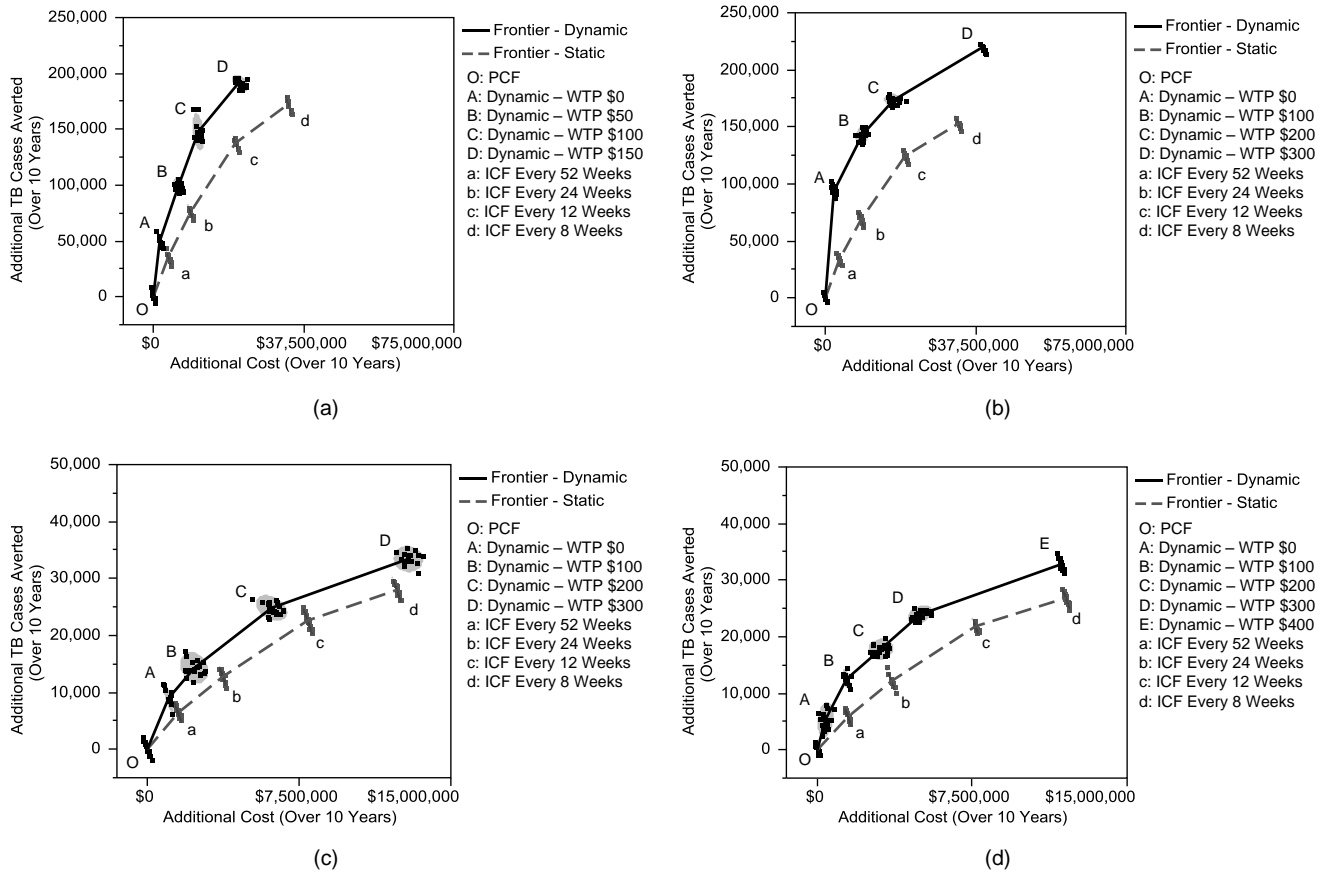 250,000
200,000
150,000
100,000
50,000
0
Additional TB Cases Averted
(Over 10 Years)
O
A
B
C
D
a
b
c
d
$0
$37,500,000
$75,000,000
Additional Cost (Over 10 Years)
Frontier - Dynamic
Frontier - Static
O: PCF
A: Dynamic – WTP $0
B: Dynamic – WTP $50
C: Dynamic – WTP $100
D: Dynamic – WTP $150
a: ICF Every 52 Weeks
b: ICF Every 24 Weeks
c: ICF Every 12 Weeks
d: ICF Every 8 Weeks
(a)
250,000
200,000
150,000
100,000
50,000
0
Additional TB Cases Averted
(Over 10 Years)
O
A
B
C
D
a
b
c
d
$0
$37,500,000
$75,000,000
Additional Cost (Over 10 Years)
Frontier - Dynamic
Frontier - Static
O: PCF
A: Dynamic – WTP $0
B: Dynamic – WTP $100
C: Dynamic – WTP $200
D: Dynamic – WTP $300
a: ICF Every 52 Weeks
b: ICF Every 24 Weeks
c: ICF Every 12 Weeks
d: ICF Every 8 Weeks
(b)
50,000
40,000
30,000
20,000
10,000
0
Additional TB Cases Averted
(Over 10 Years)
O
A
B
C
D
a
b
c
d
$0
$7,500,000
$15,000,000
Additional Cost (Over 10 Years)
Frontier - Dynamic
Frontier - Static
O: PCF
A: Dynamic – WTP $0
B: Dynamic – WTP $100
C: Dynamic – WTP $200
D: Dynamic – WTP $300
a: ICF Every 52 Weeks
b: ICF Every 24 Weeks
c: ICF Every 12 Weeks
d: ICF Every 8 Weeks
(c)
50,000
40,000
30,000
20,000
10,000
0
Additional TB Cases Averted
(Over 10 Years)
O
A
B
C
D
E
a
b
c
d
$0
$7,500,000
$15,000,000
Additional Cost (Over 10 Years)
Frontier - Dynamic
Frontier - Static
O: PCF
A: Dynamic – WTP $0
B: Dynamic – WTP $100
C: Dynamic – WTP $200
D: Dynamic – WTP $300
E: Dynamic – WTP $400
a: ICF Every 52 Weeks
b: ICF Every 24 Weeks
c: ICF Every 12 Weeks
d: ICF Every 8 Weeks
(d)